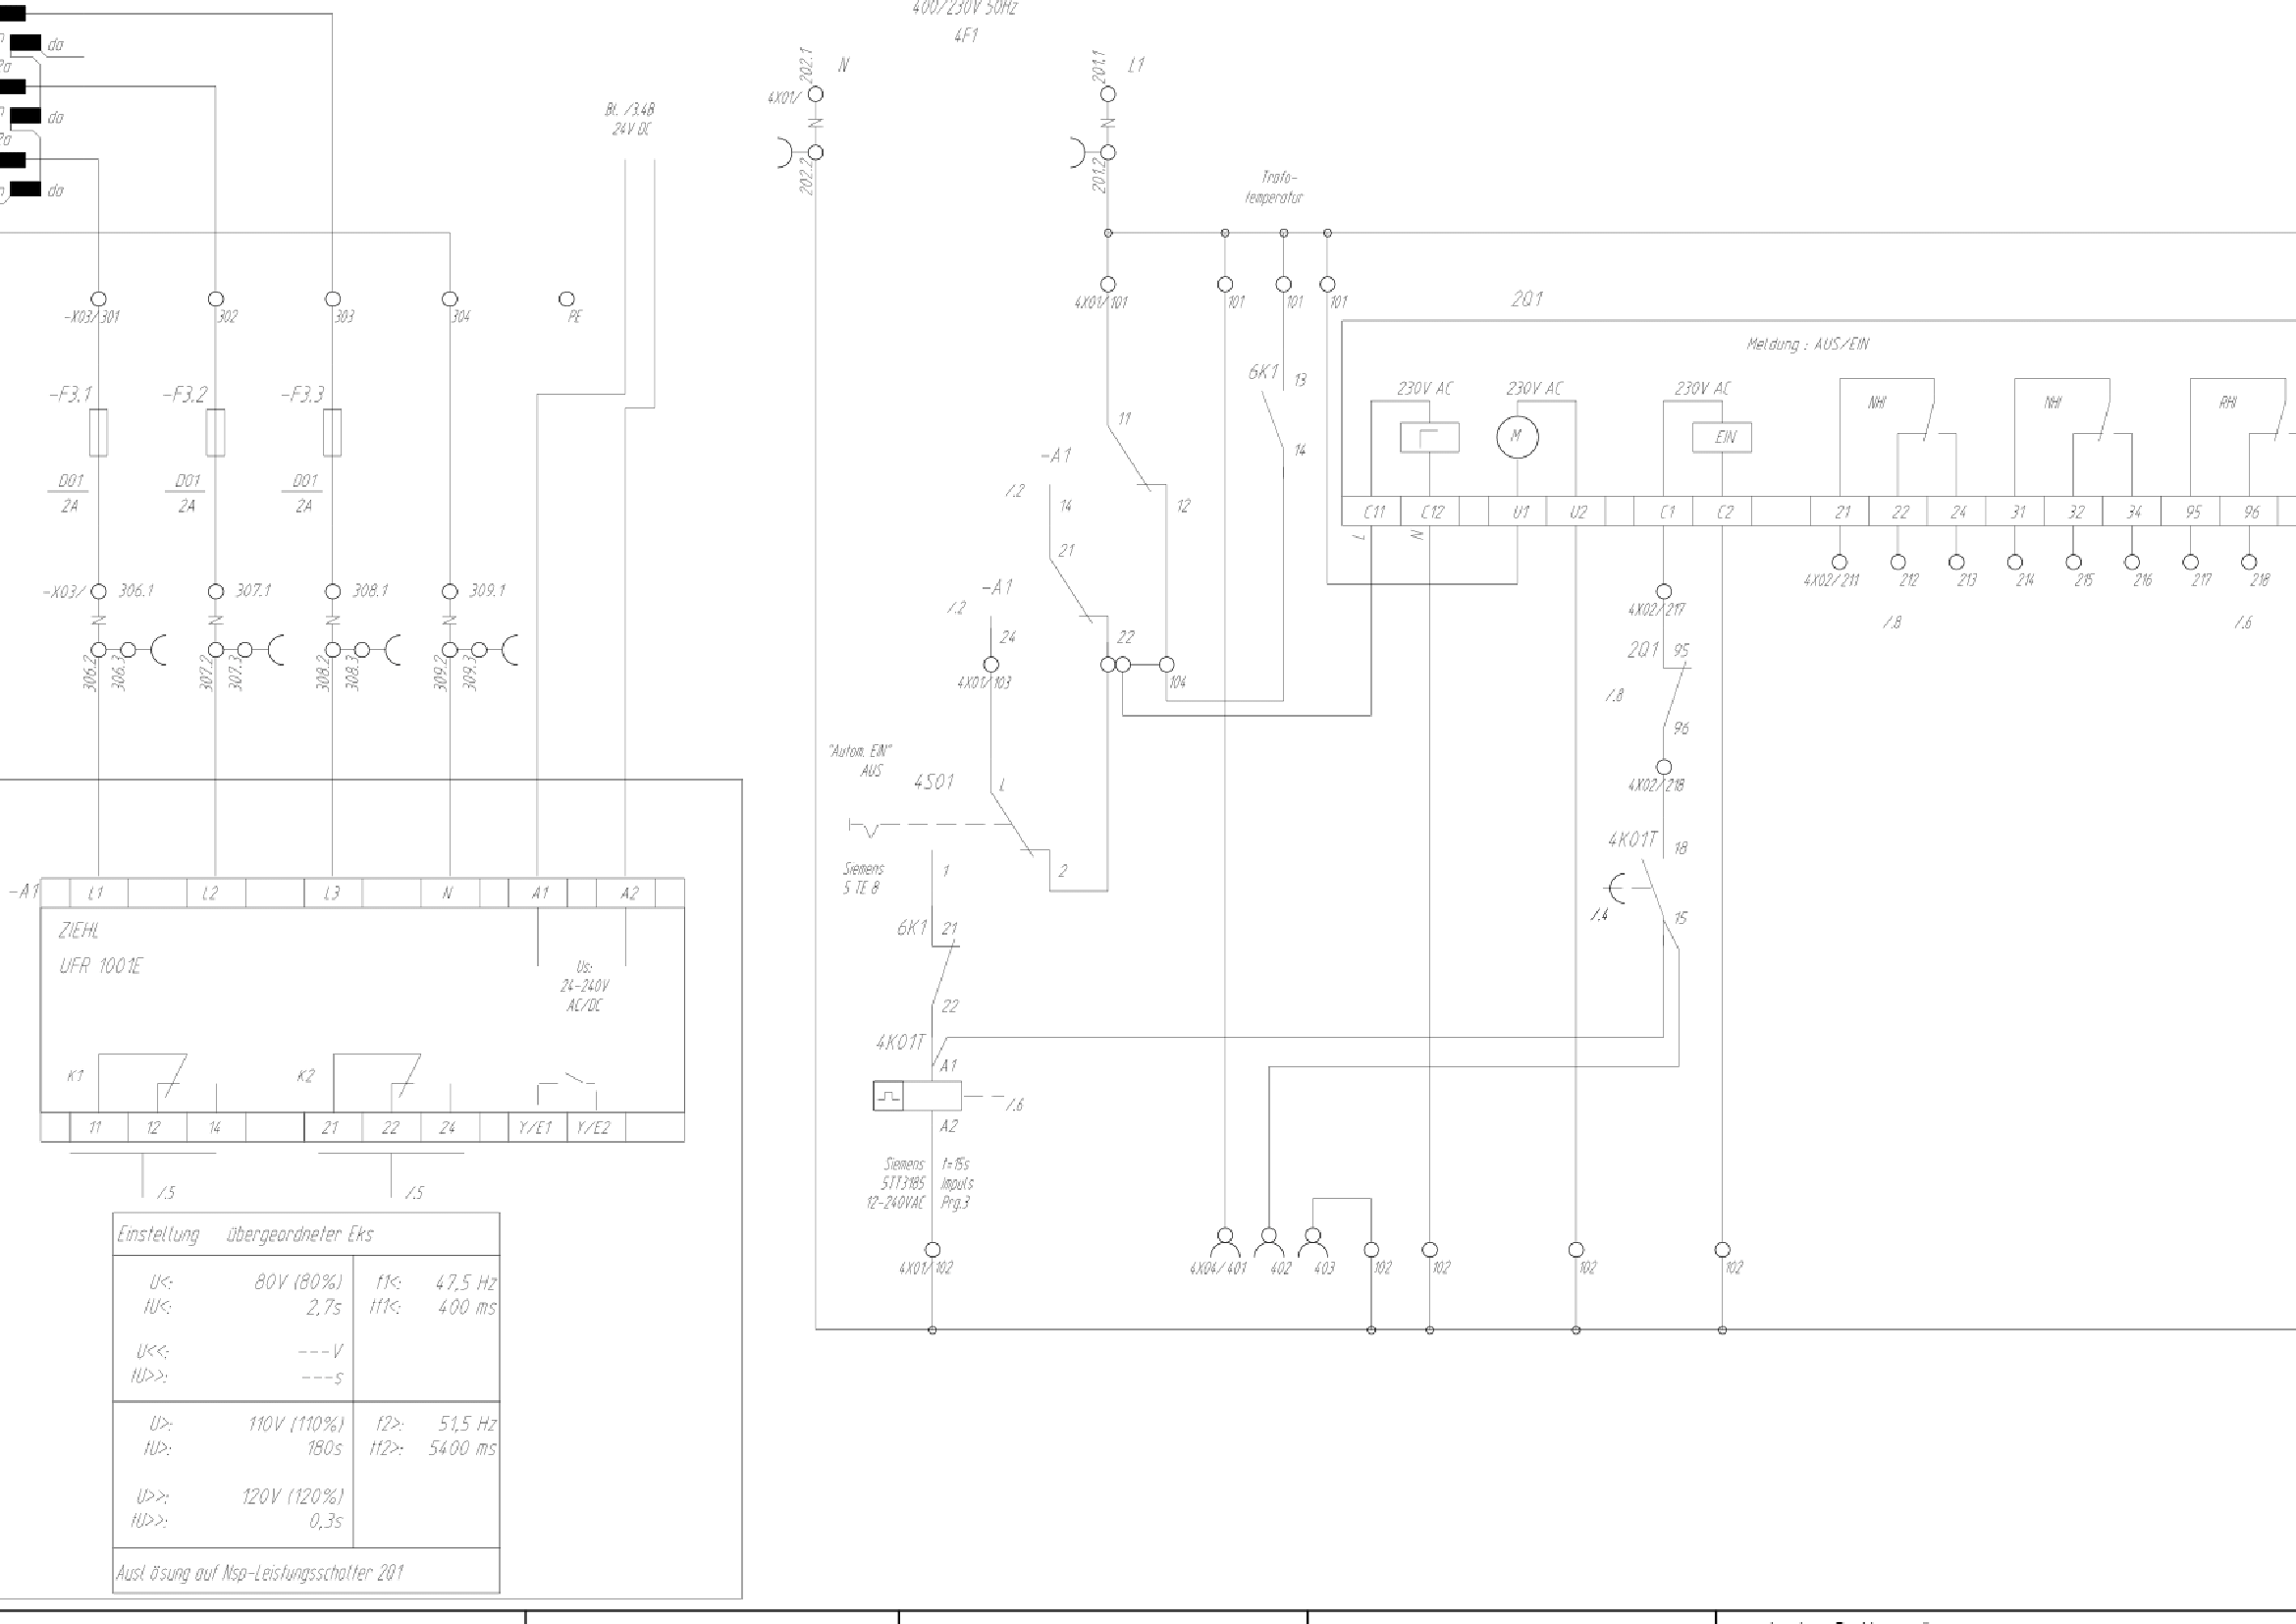 400/230V 50Hz
4F1
da
da
da
Bl. /3.4B
24V DC
202.1
N
4X01/
202.2
201.1
L1
201.2
Trafo-
temperatur
-X03/301
302
303
304
PE
4X01/101
101
101
101
2Q1
Meldung : AUS/EIN
-F3.1
-F3.2
-F3.3
D01
2A
D01
2A
D01
2A
6K1
13
14
11
12
-A1
/.2
14
21
22
-A1
/.2
24
230V AC
230V AC
230V AC
M
EIN
NHI
NHI
RHI
C11
C12
U1
U2
C1
C2
21
22
24
31
32
34
95
96
L
N
4X02/211
212
213
214
215
216
217
218
/.8
/.6
-X03/
306.1
307.1
308.1
309.1
306.2
306.3
307.2
307.3
308.2
308.3
309.2
309.3
4X01/103
104
4X02/217
2Q1
95
/.8
96
4X02/218
"Autom. EIN"
AUS
4S01
L
1
2
Siemens
5 TE 8
4K01T
18
/.4
15
6K1
21
22
4K01T
A1
/.6
A2
Siemens
5TT3185
12-240VAC
t=15s
Impuls
Prg.3
4X01/102
4X04/401
402
403
102
102
102
102
-A1
L1
L2
L3
N
A1
A2
ZIEHL
UFR 1001E
Us:
24-240V
AC/DC
K1
K2
11
12
14
21
22
24
Y/E1
Y/E2
/.5
/.5
Einstellung übergeordneter Eks
U<: 80V (80%) f1<: 47,5 Hz
tU<: 2,7s tf1<: 400 ms
U<<: ---V
tU>>: ---s
U>: 110V (110%) f2>: 51,5 Hz
tU>: 180s tf2>: 5400 ms
U>>: 120V (120%)
tU>>: 0,3s
Auslösung auf Nsp-Leistungsschalter 2Q1